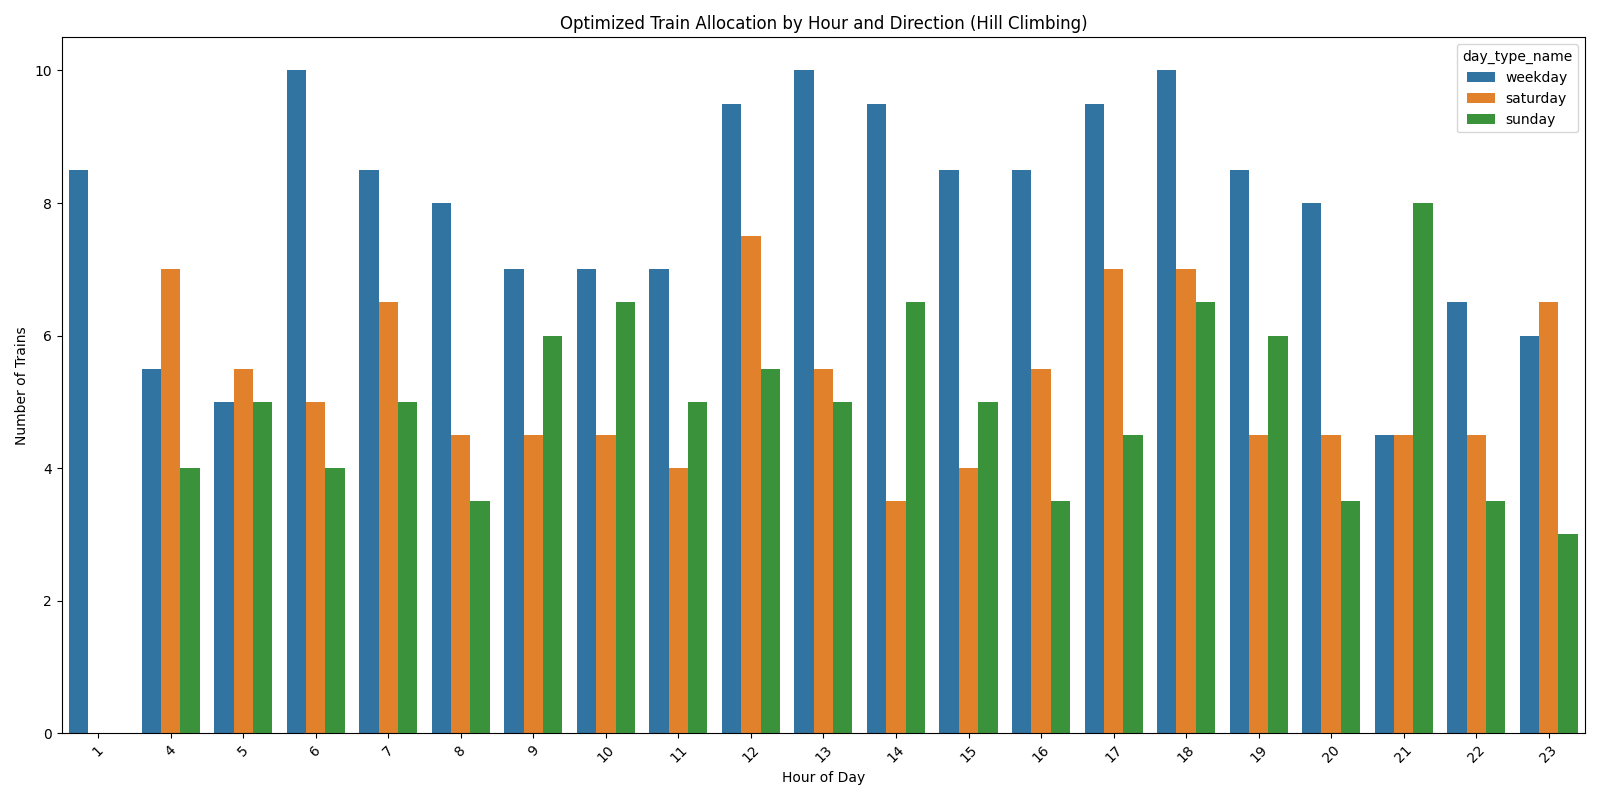 Optimized Train Allocation by Hour and Direction (Hill Climbing)
day_type_name
weekday
saturday
sunday
Number of Trains
10
8
6
4
2
0
1 4 5 6 7 8 9 10 11 12 13 14 15 16 17 18 19 20 21 22 23
Hour of Day